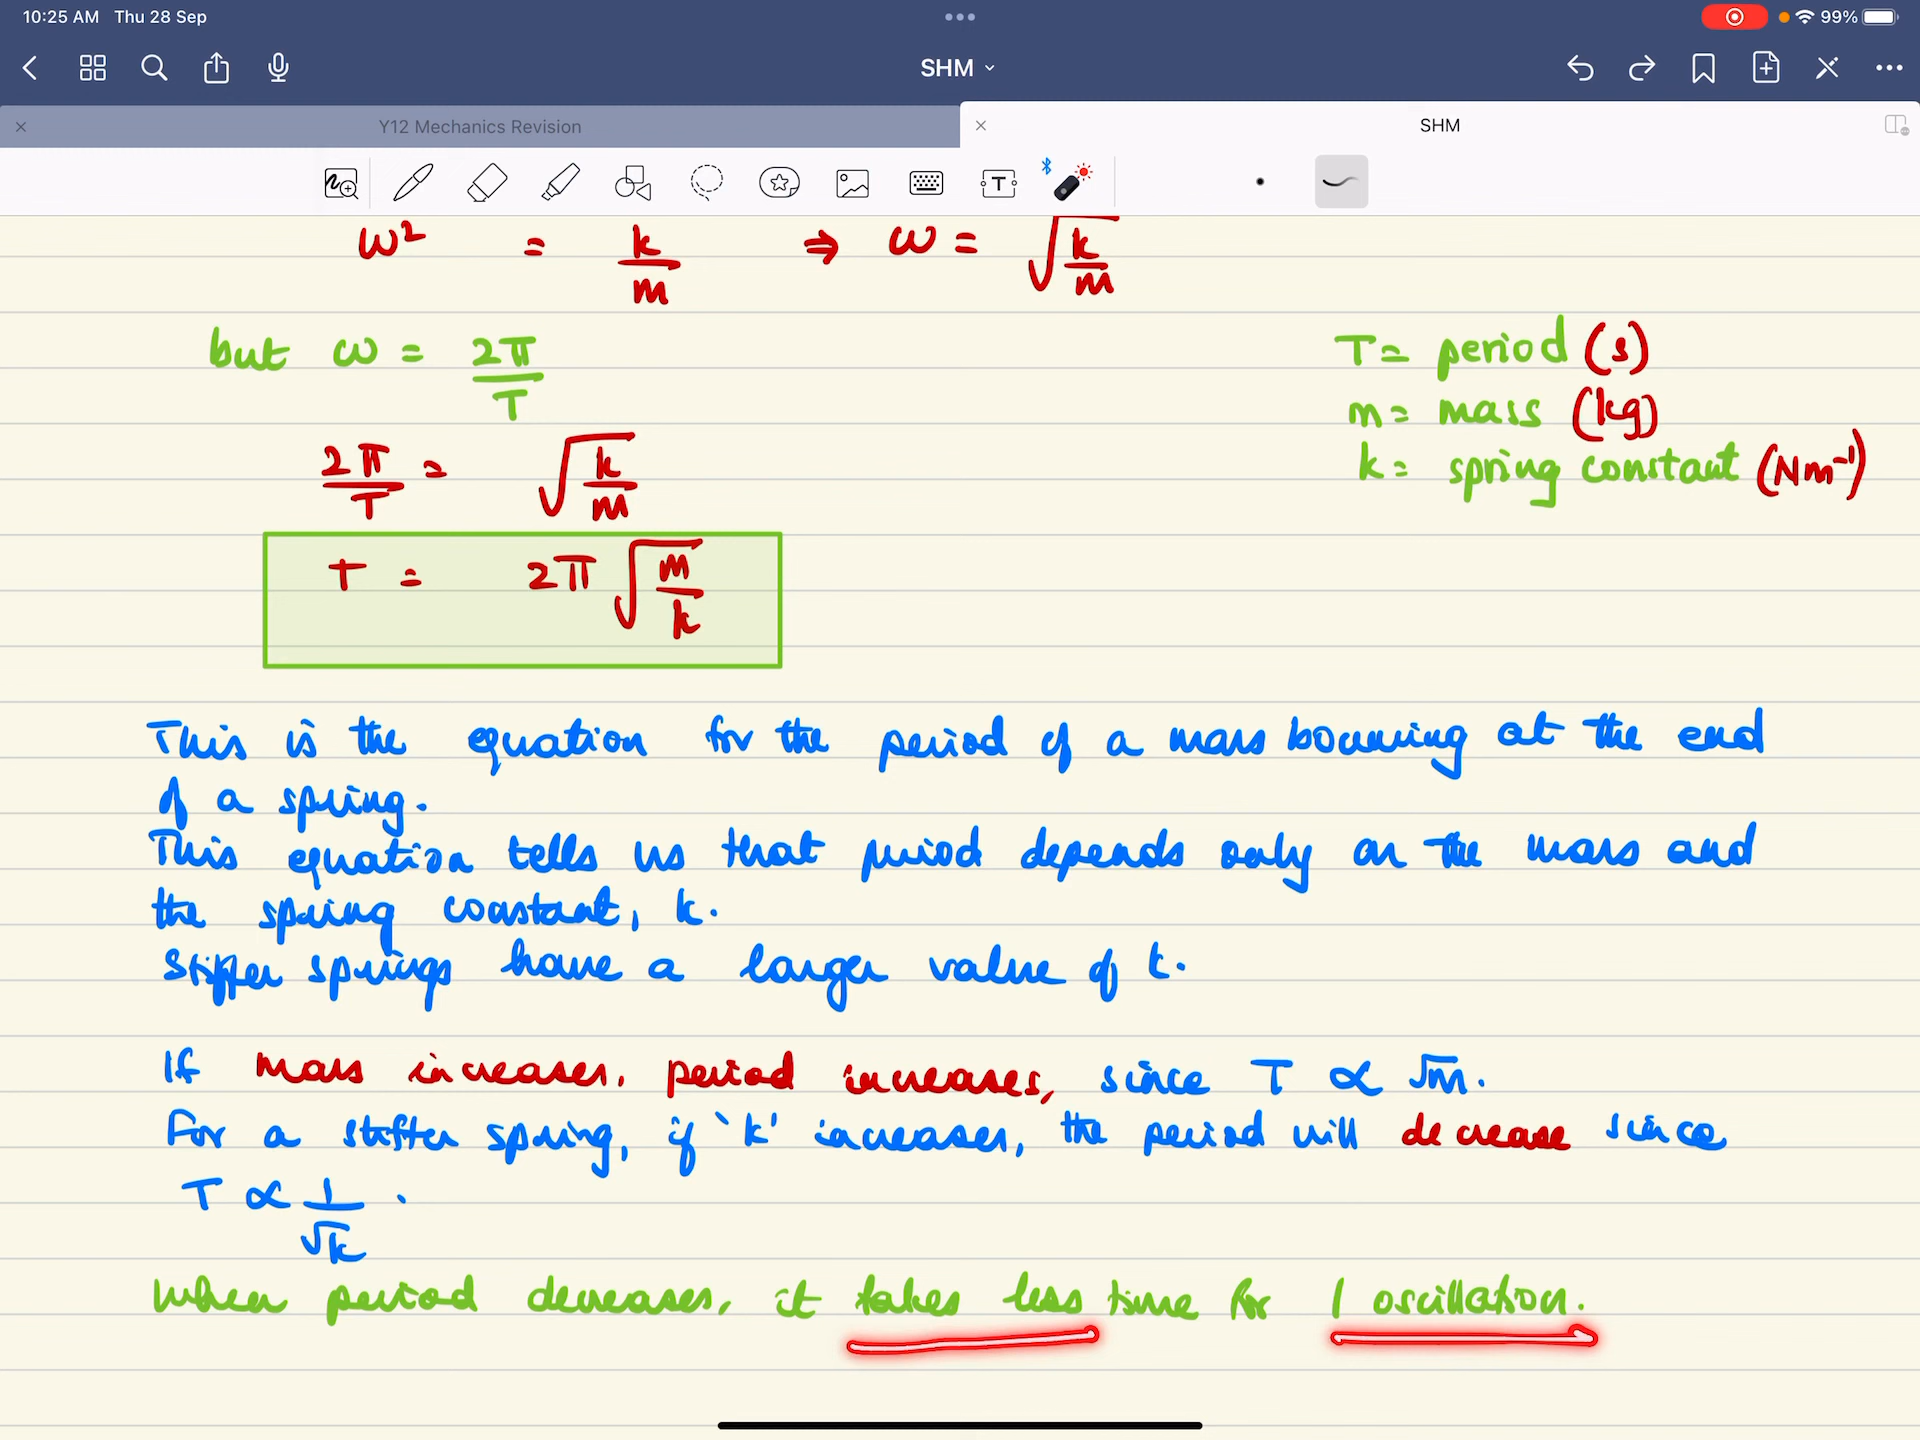 10:25 AM Thu 28 Sep
99%
SHM
Y12 Mechanics Revision
SHM
T
ω² = k/m ⇒ ω = √(k/m)
but ω = 2π/T
T = period (s)
m = mass (kg)
k = spring constant (Nm⁻¹)
2π/T = √(k/m)
T = 2π √(m/k)
This is the equation for the period of a mass bouncing at the end
of a spring.
This equation tells us that period depends only on the mass and
the spring constant, k.
Stiffer springs have a larger value of k.
If mass increases, period increases, since T ∝ √m.
For a stiffer spring, if 'k' increases, the period will decrease since
T ∝ 1/√k.
When period decreases, it takes less time for 1 oscillation.